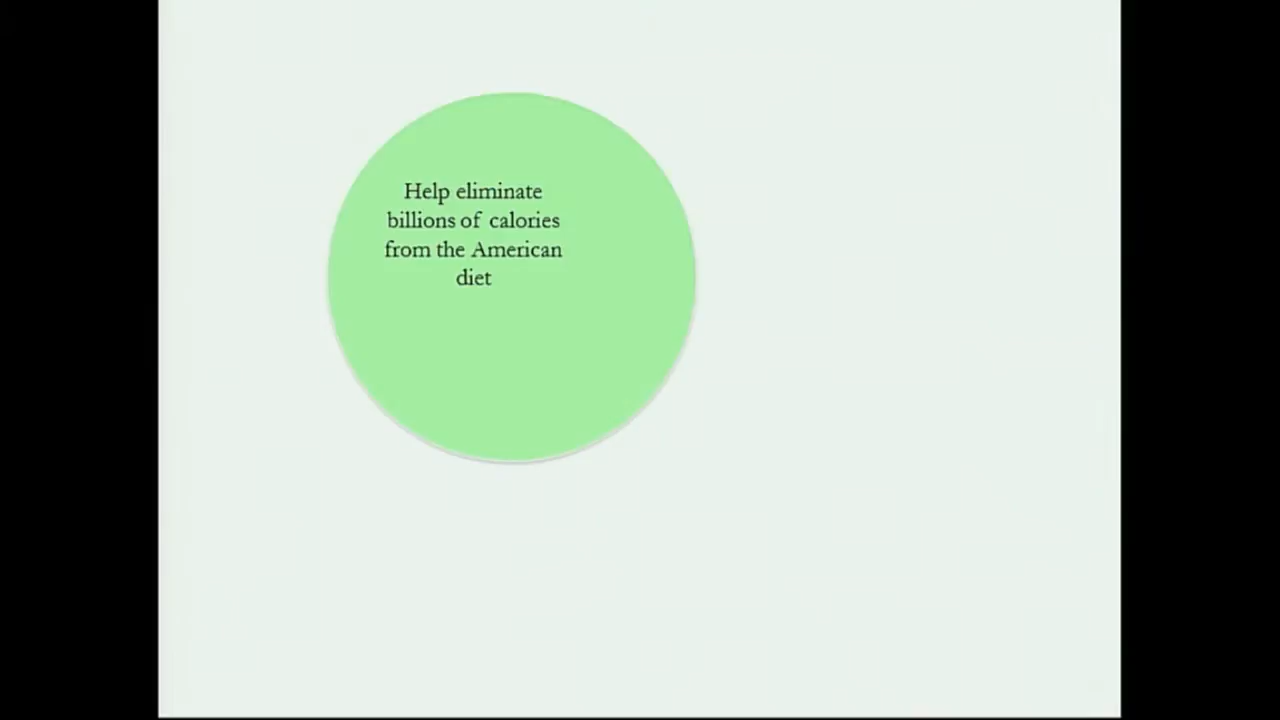 Help eliminate
billions of calories
from the American
diet